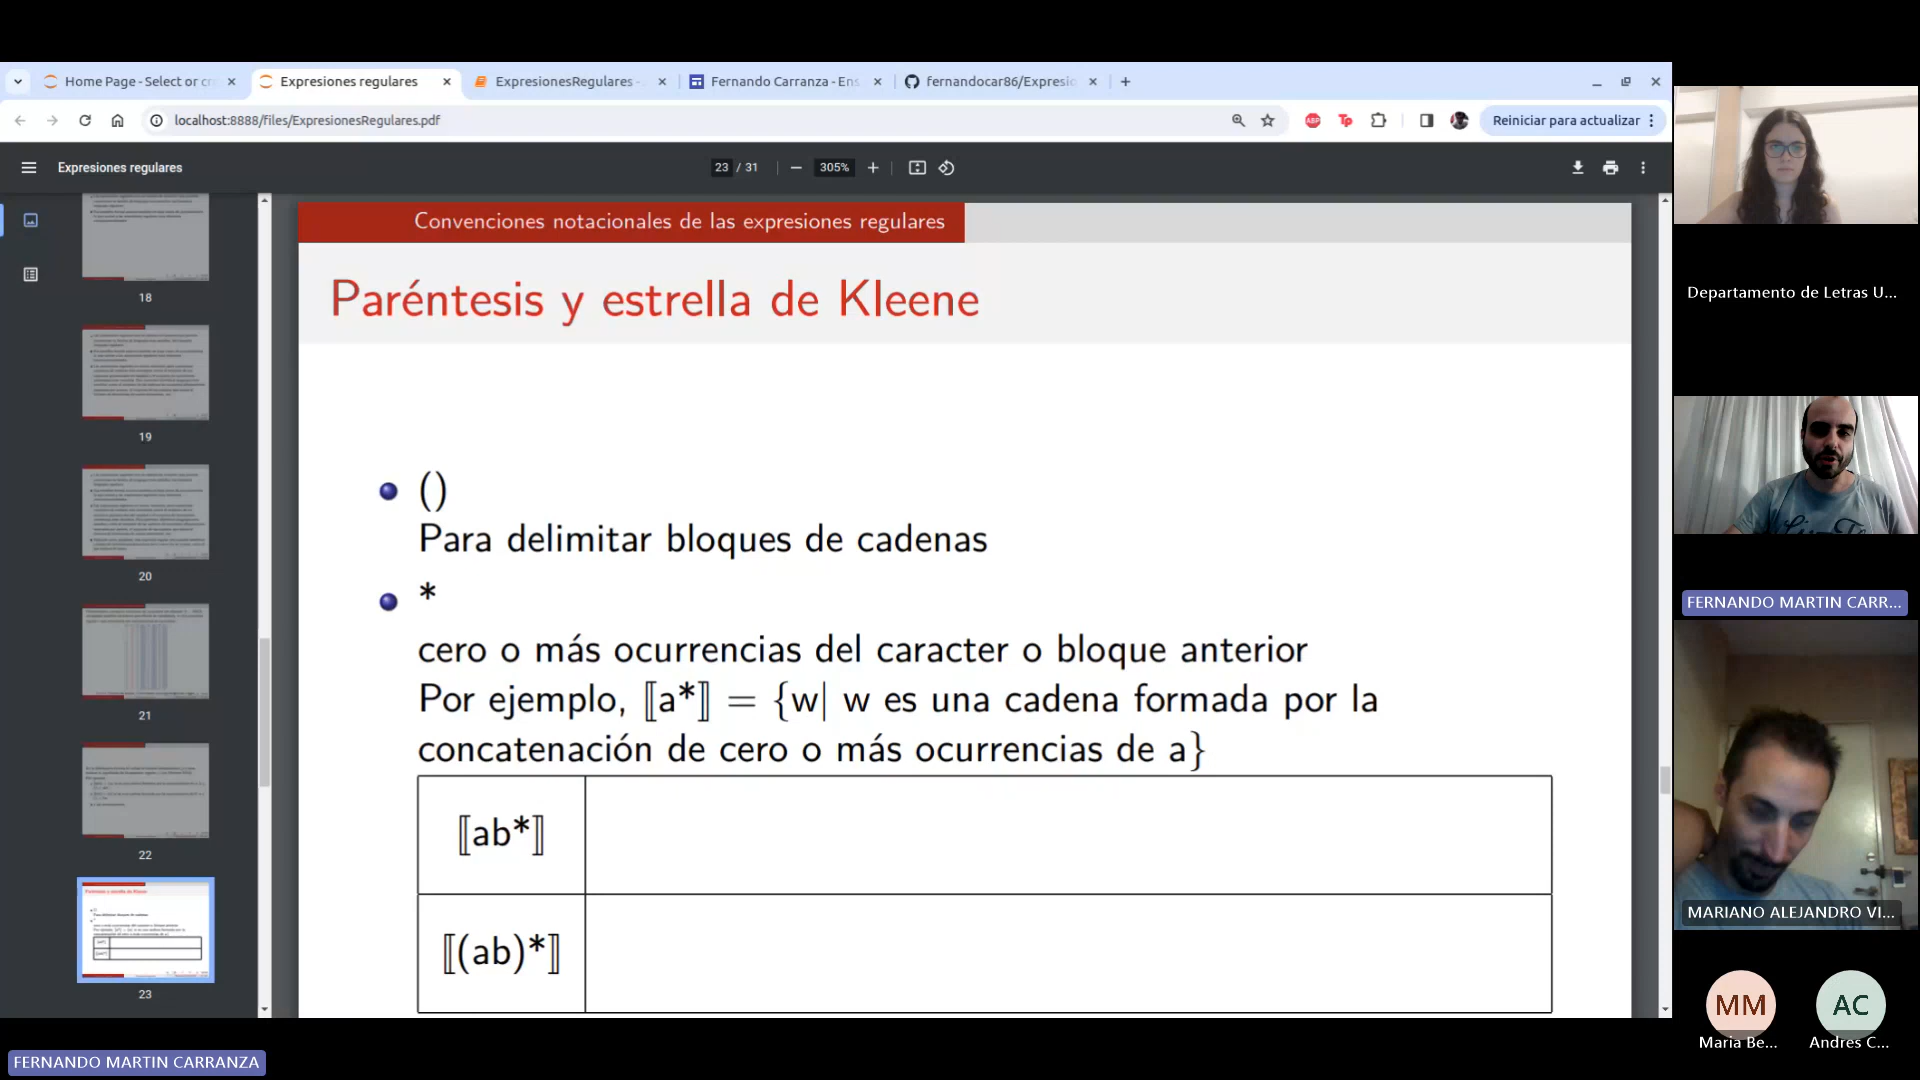 Home Page - Select or cr
Expresiones regulares
ExpresionesRegulares -
Fernando Carranza - Ens
fernandocar86/Expresio
localhost:8888/files/ExpresionesRegulares.pdf
ABP
Tp
Reiniciar para actualizar
Expresiones regulares
23 / 31
305%
18
19
20
21
22
23
Convenciones notacionales de las expresiones regulares
Paréntesis y estrella de Kleene
()
Para delimitar bloques de cadenas
*
cero o más ocurrencias del caracter o bloque anterior
Por ejemplo, ⟦a*⟧ = {w| w es una cadena formada por la
concatenación de cero o más ocurrencias de a}
⟦ab*⟧
⟦(ab)*⟧
Departamento de Letras U...
FERNANDO MARTIN CARR...
MARIANO ALEJANDRO VI...
MM
AC
Maria Be...
Andres C...
FERNANDO MARTIN CARRANZA